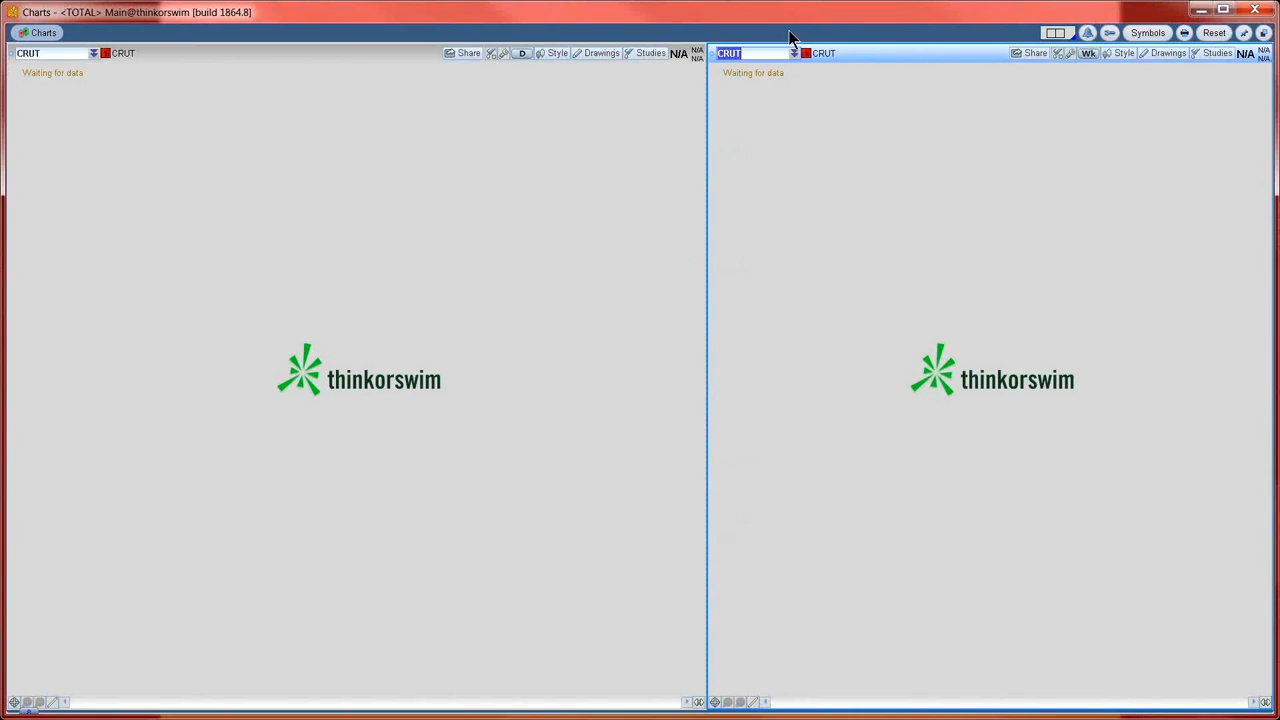 Charts - <TOTAL> Main@thinkorswim [build 1864.8]
Charts
Symbols
Reset
CRUT
CRUT
Share
D
Style
Drawings
Studies
N/A
N/A
N/A
Waiting for data
thinkorswim
CRUT
CRUT
Share
Wk
Style
Drawings
Studies
N/A
N/A
N/A
Waiting for data
thinkorswim